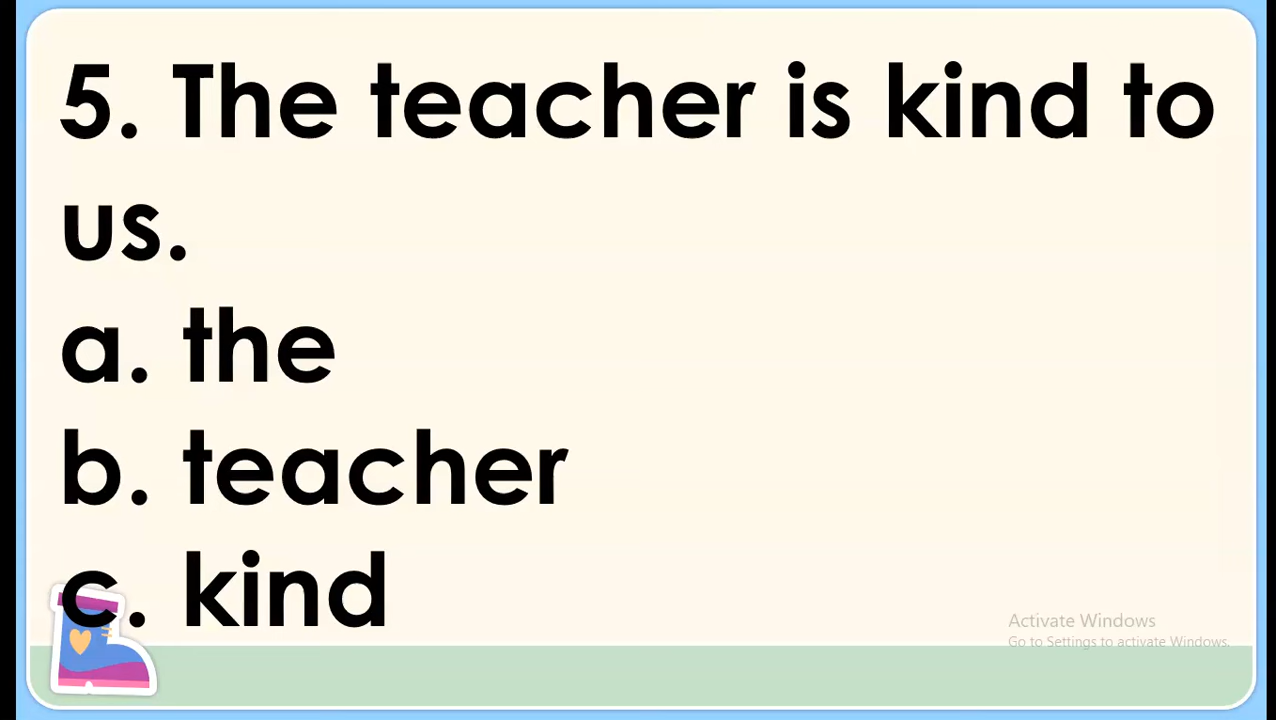 5. The teacher is kind to
us.
a. the
b. teacher
c. kind
Activate Windows
Go to Settings to activate Windows.